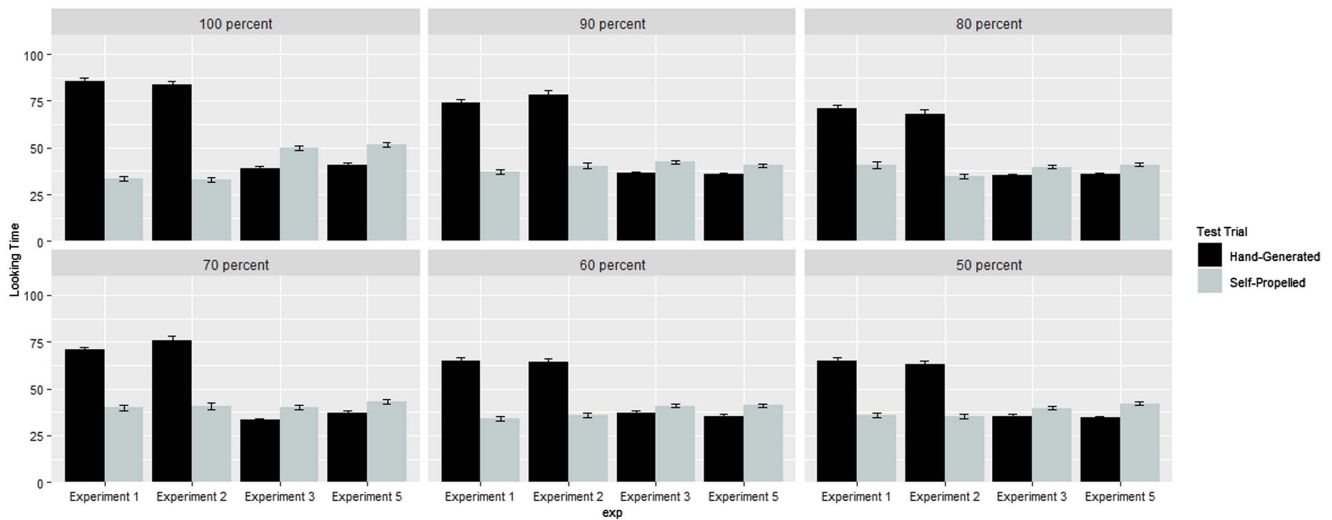 100 percent
90 percent
80 percent
100
75
50
25
0
70 percent
60 percent
50 percent
100
75
50
25
0
Looking Time
Experiment 1 Experiment 2 Experiment 3 Experiment 5
Experiment 1 Experiment 2 Experiment 3 Experiment 5
Experiment 1 Experiment 2 Experiment 3 Experiment 5
exp
Test Trial
Hand-Generated
Self-Propelled